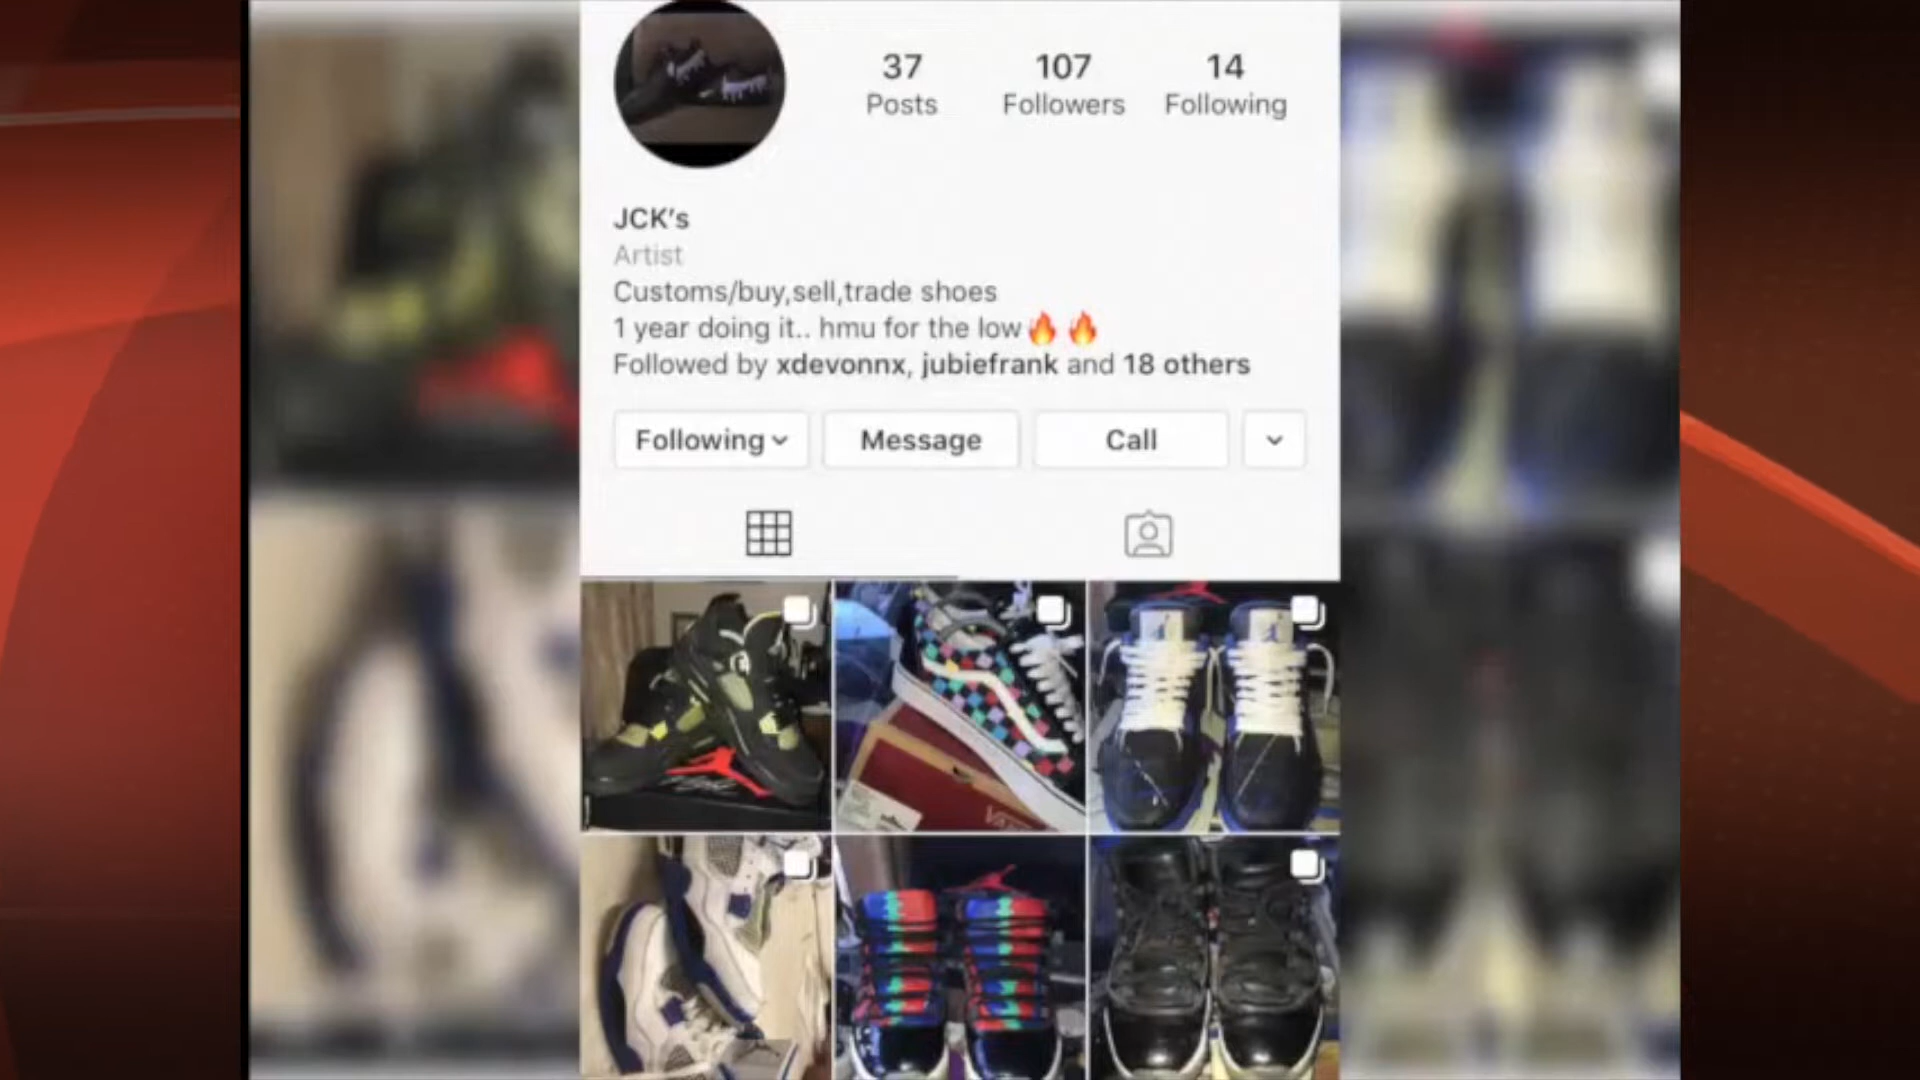 37
107
14
Posts
Followers
Following
JCK's
Artist
Customs/buy,sell,trade shoes
1 year doing it.. hmu for the low🔥 🔥
Followed by xdevonnx, jubiefrank and 18 others
Following
Message
Call